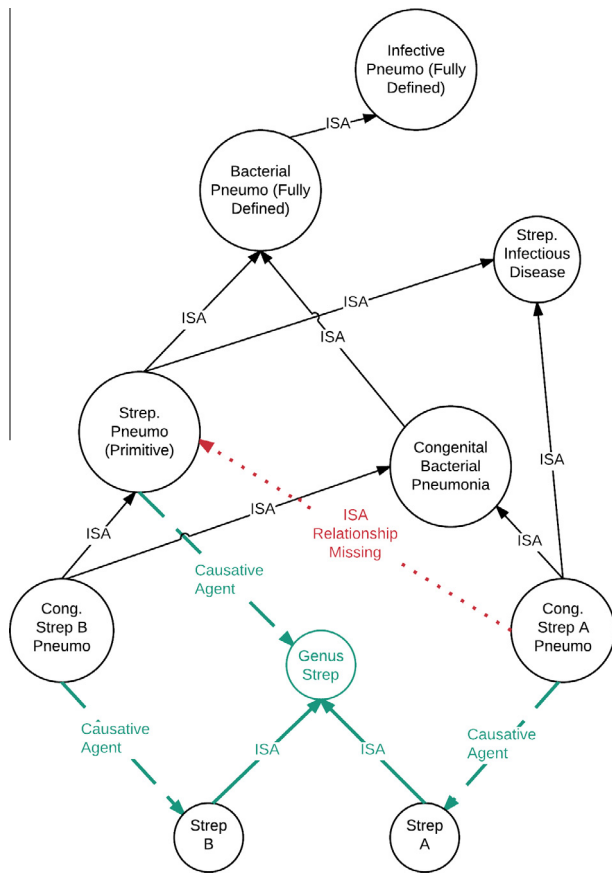 Infective
Pneumo (Fully
Defined)
ISA
Bacterial
Pneumo (Fully
Defined)
Strep.
Infectious
Disease
ISA
ISA
ISA
Strep.
Pneumo
(Primitive)
Congenital
Bacterial
Pneumonia
ISA
ISA
ISA
Relationship
Missing
ISA
ISA
Causative
Agent
Cong.
Strep B
Pneumo
Cong.
Strep A
Pneumo
Genus
Strep
Causative
Agent
ISA
ISA
Causative
Agent
Strep
B
Strep
A